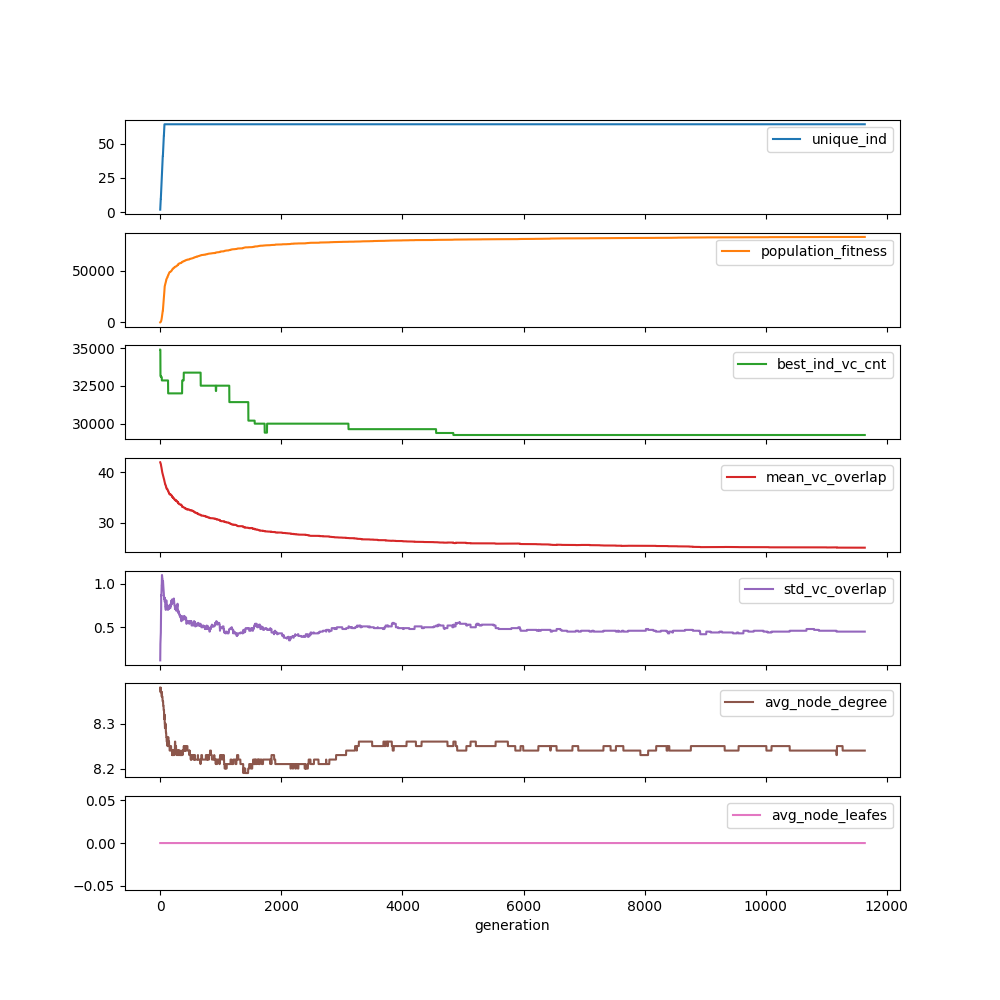 50
25
0
unique_ind
50000
0
population_fitness
35000
32500
30000
best_ind_vc_cnt
40
30
mean_vc_overlap
1.0
0.5
std_vc_overlap
8.3
8.2
avg_node_degree
0.05
0.00
−0.05
avg_node_leafes
0 2000 4000 6000 8000 10000 12000
generation